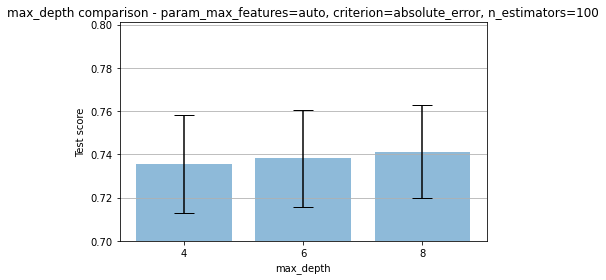 max_depth comparison - param_max_features=auto, criterion=absolute_error, n_estimators=100
0.80
0.78
0.76
0.74
0.72
0.70
Test score
4 6 8
max_depth